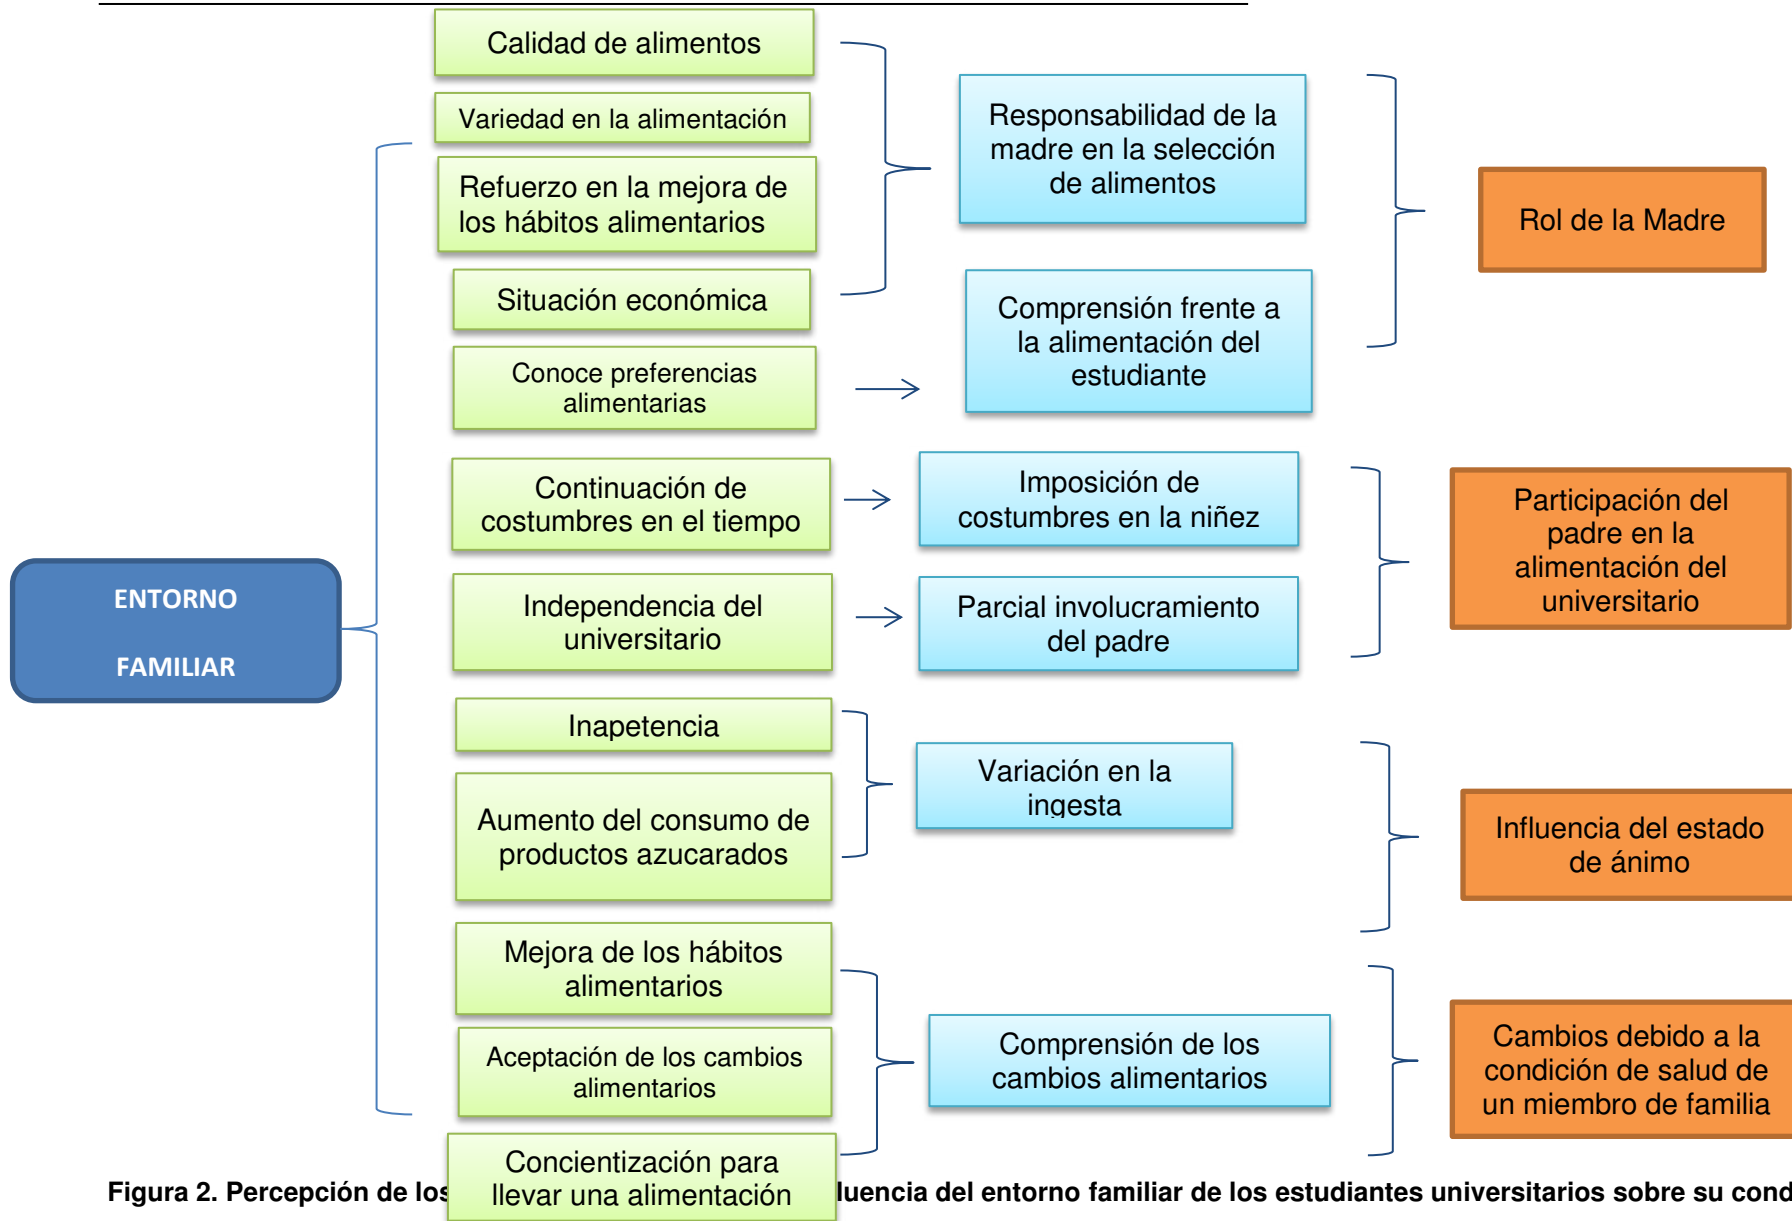 Calidad de alimentos
Variedad en la alimentación
Refuerzo en la mejora de
los hábitos alimentarios
Situación económica
Conoce preferencias
alimentarias
Continuación de
costumbres en el tiempo
Independencia del
universitario
Inapetencia
Aumento del consumo de
productos azucarados
Mejora de los hábitos
alimentarios
Aceptación de los cambios
alimentarios
Concientización para
llevar una alimentación
ENTORNO
FAMILIAR
Responsabilidad de la
madre en la selección
de alimentos
Comprensión frente a
la alimentación del
estudiante
Imposición de
costumbres en la niñez
Parcial involucramiento
del padre
Variación en la
ingesta
Comprensión de los
cambios alimentarios
Rol de la Madre
Participación del
padre en la
alimentación del
universitario
Influencia del estado
de ánimo
Cambios debido a la
condición de salud de
un miembro de familia
Figura 2. Percepción de los luencia del entorno familiar de los estudiantes universitarios sobre su cond